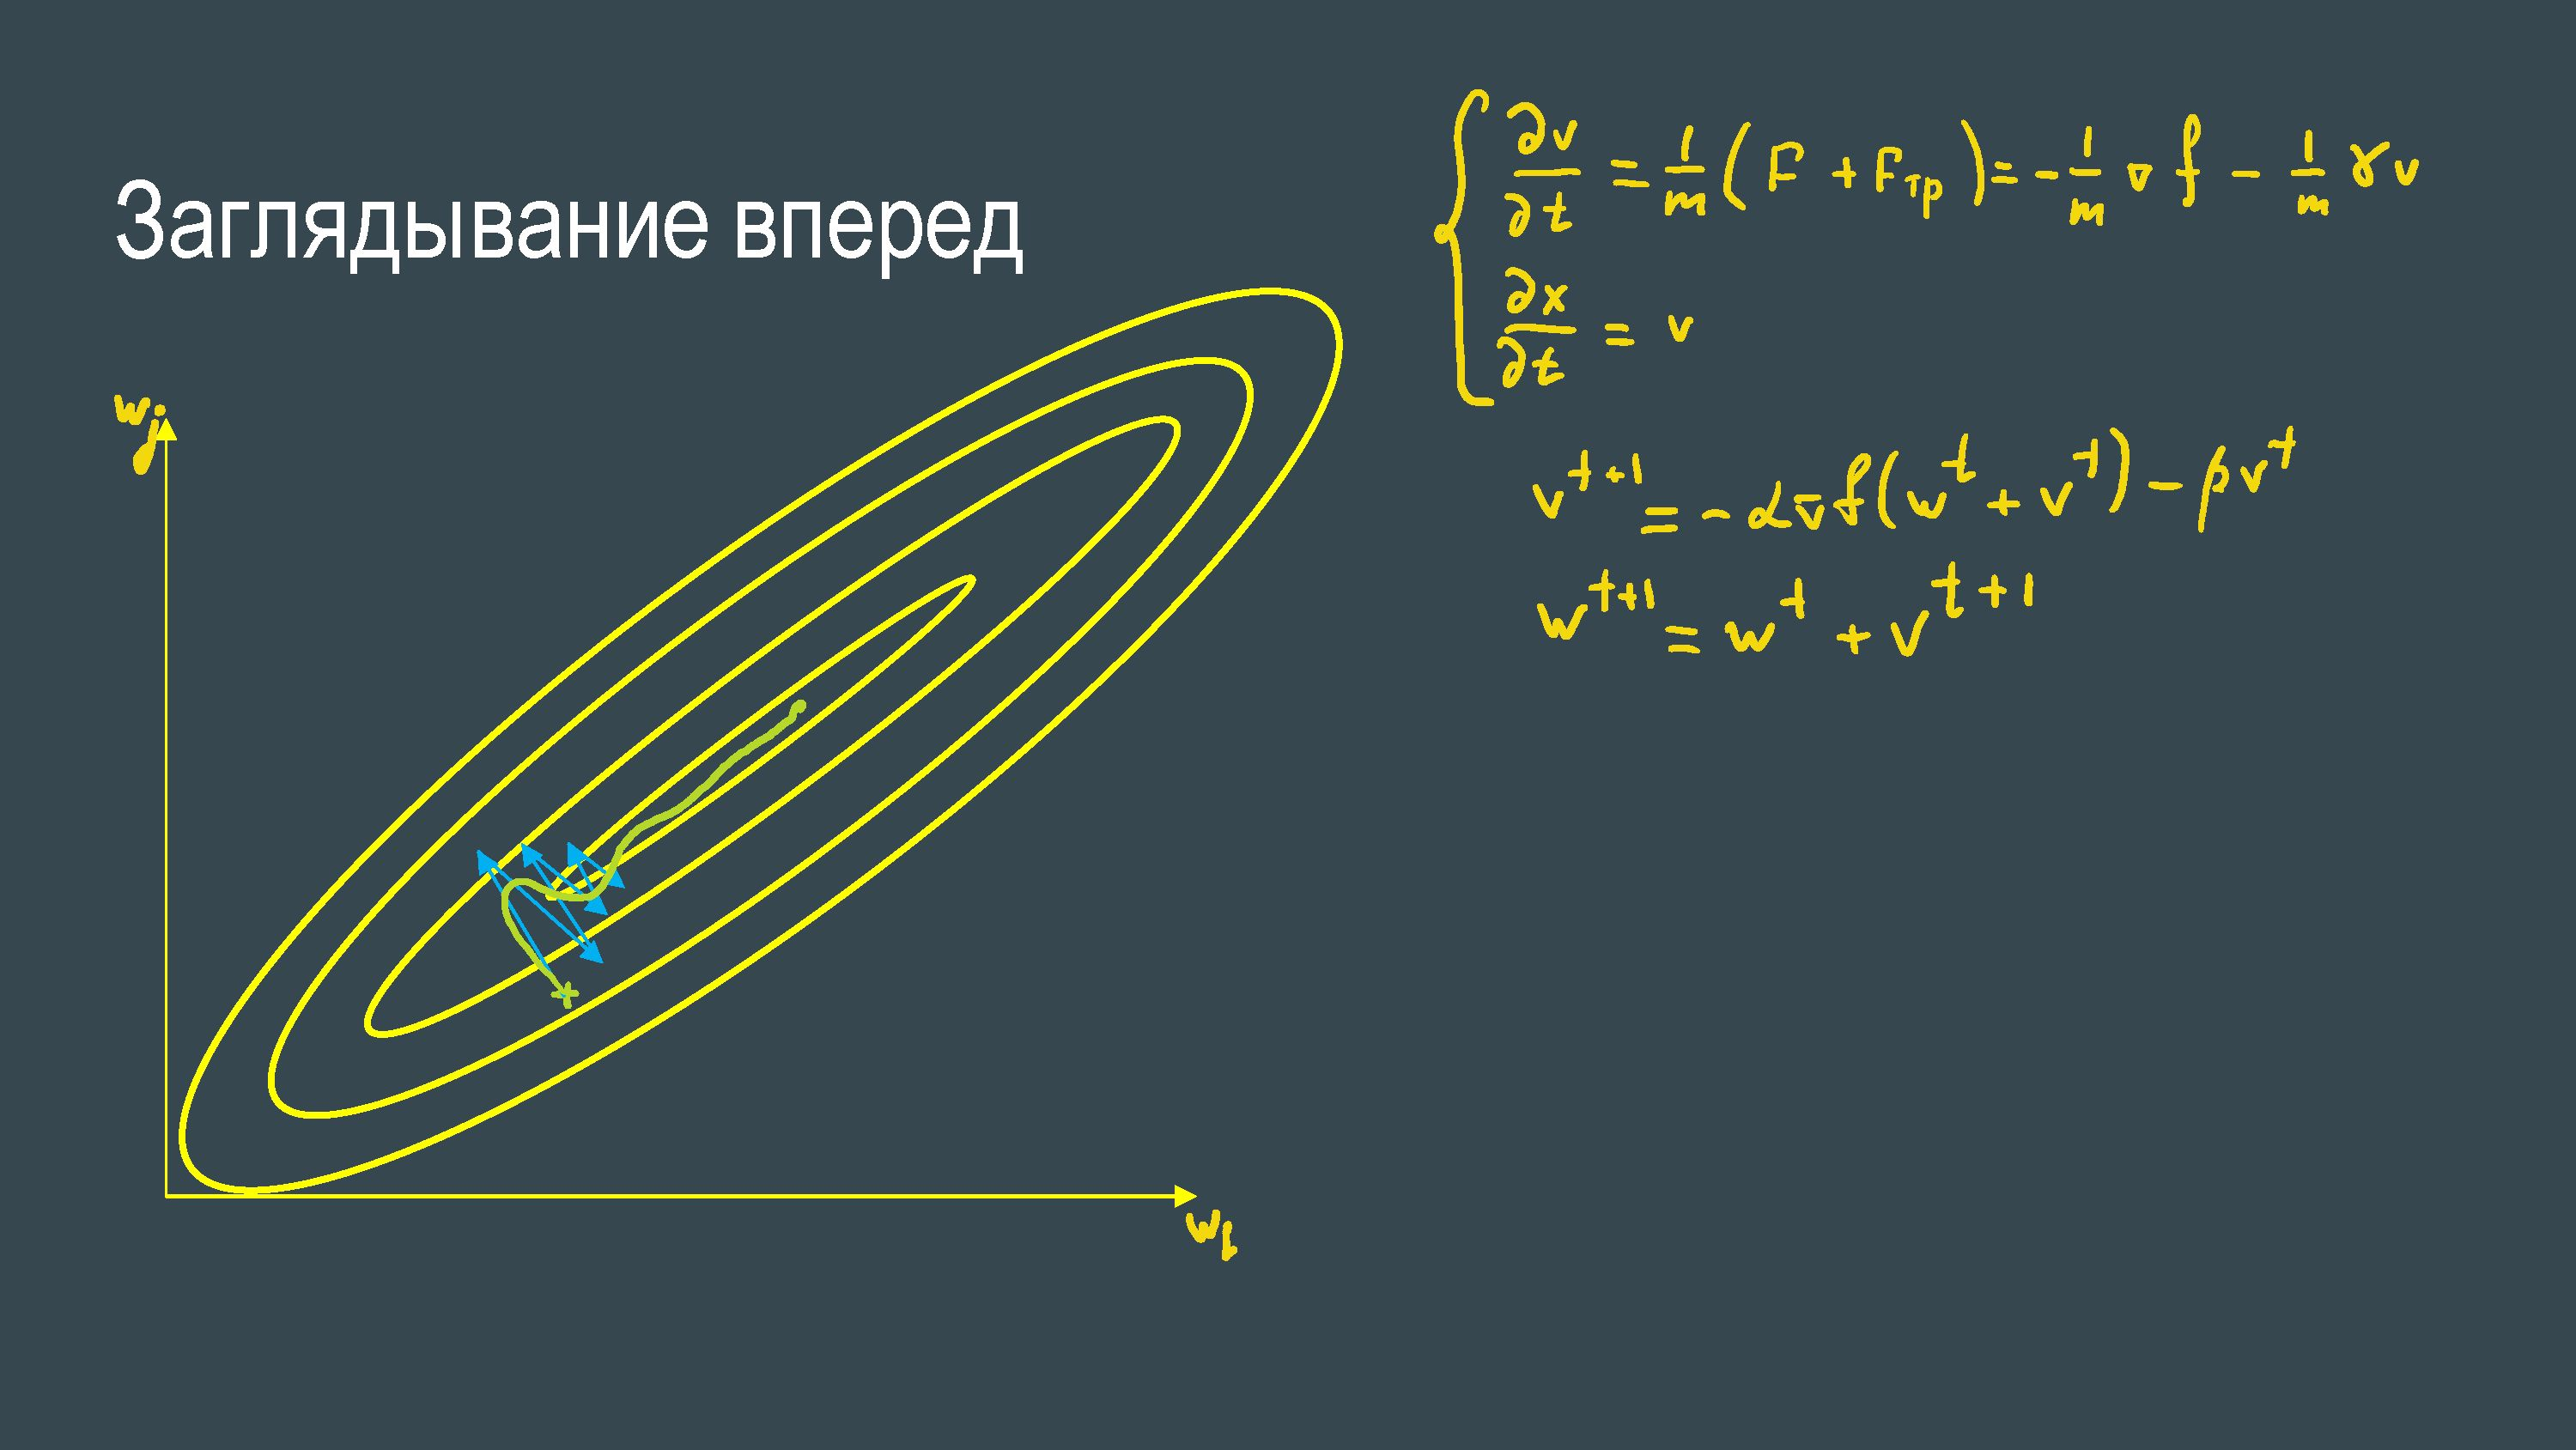 Заглядывание вперед
∂v/∂t = 1/m (F + Fтр) = - 1/m ∇f - 1/m γv
∂x/∂t = v
v^{t+1} = - α∇f(w^t + v^t) - βv^t
w^{t+1} = w^t + v^{t+1}
w_j
w_i